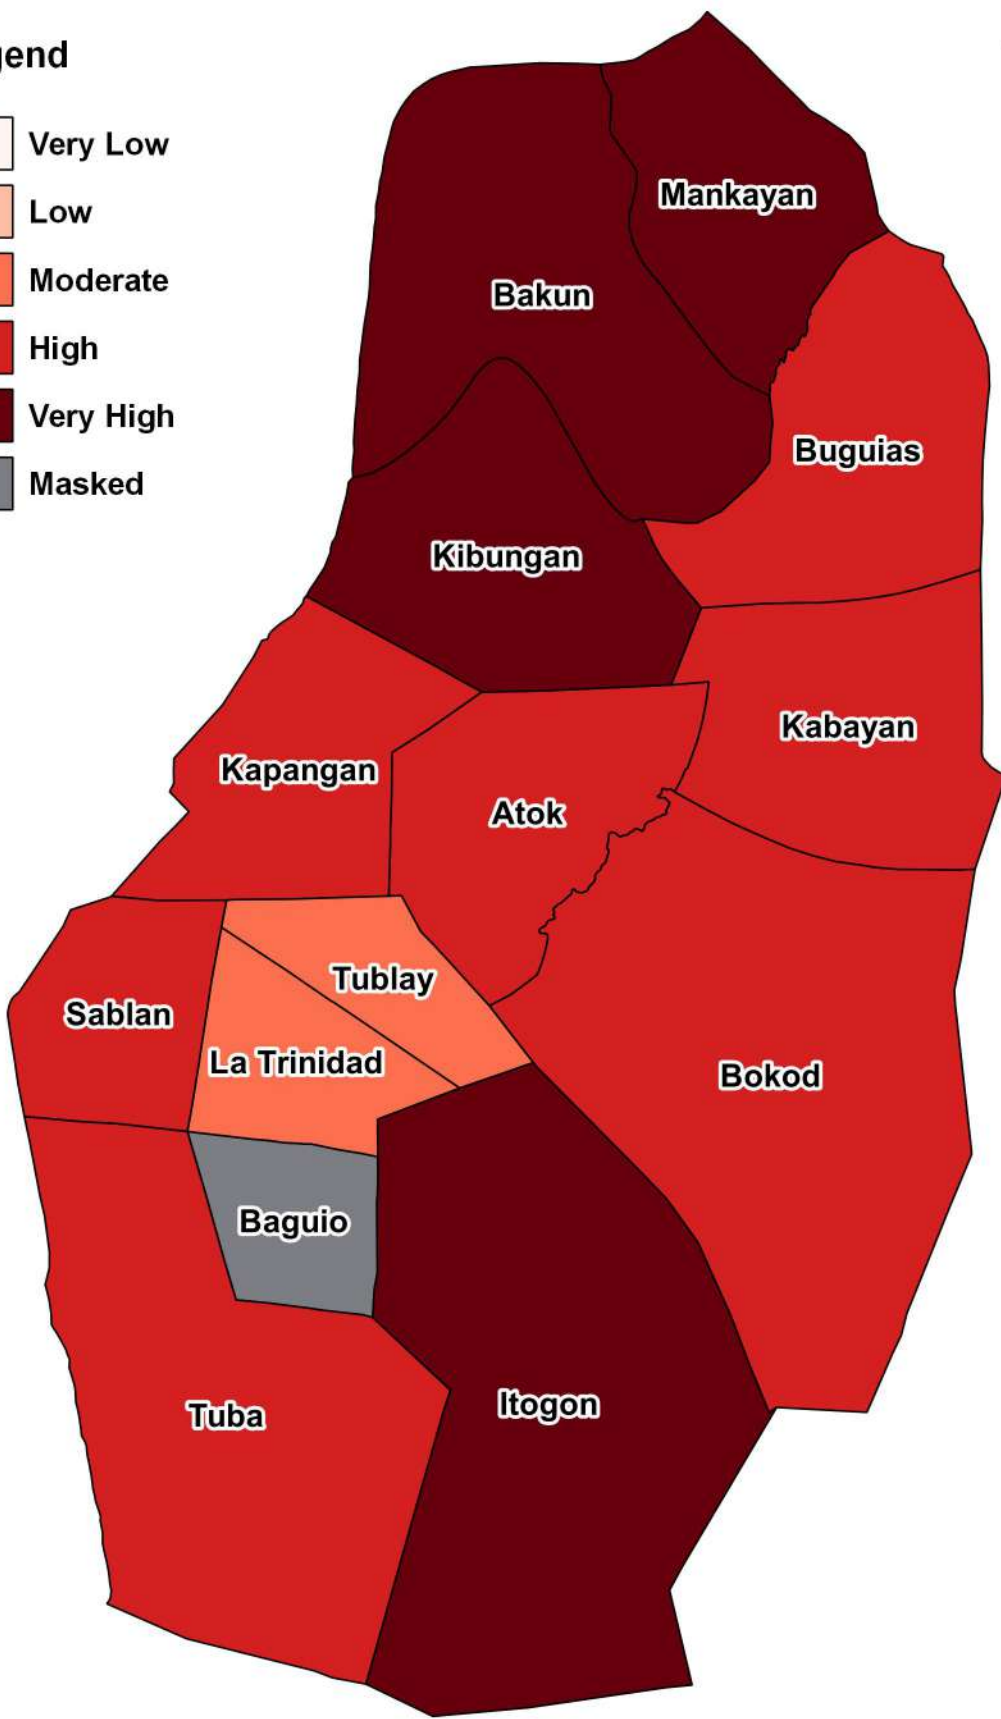 gend
Very Low
Low
Moderate
High
Very High
Masked
Mankayan
Bakun
Buguias
Kibungan
Kabayan
Kapangan
Atok
Tublay
Sablan
La Trinidad
Bokod
Baguio
Itogon
Tuba